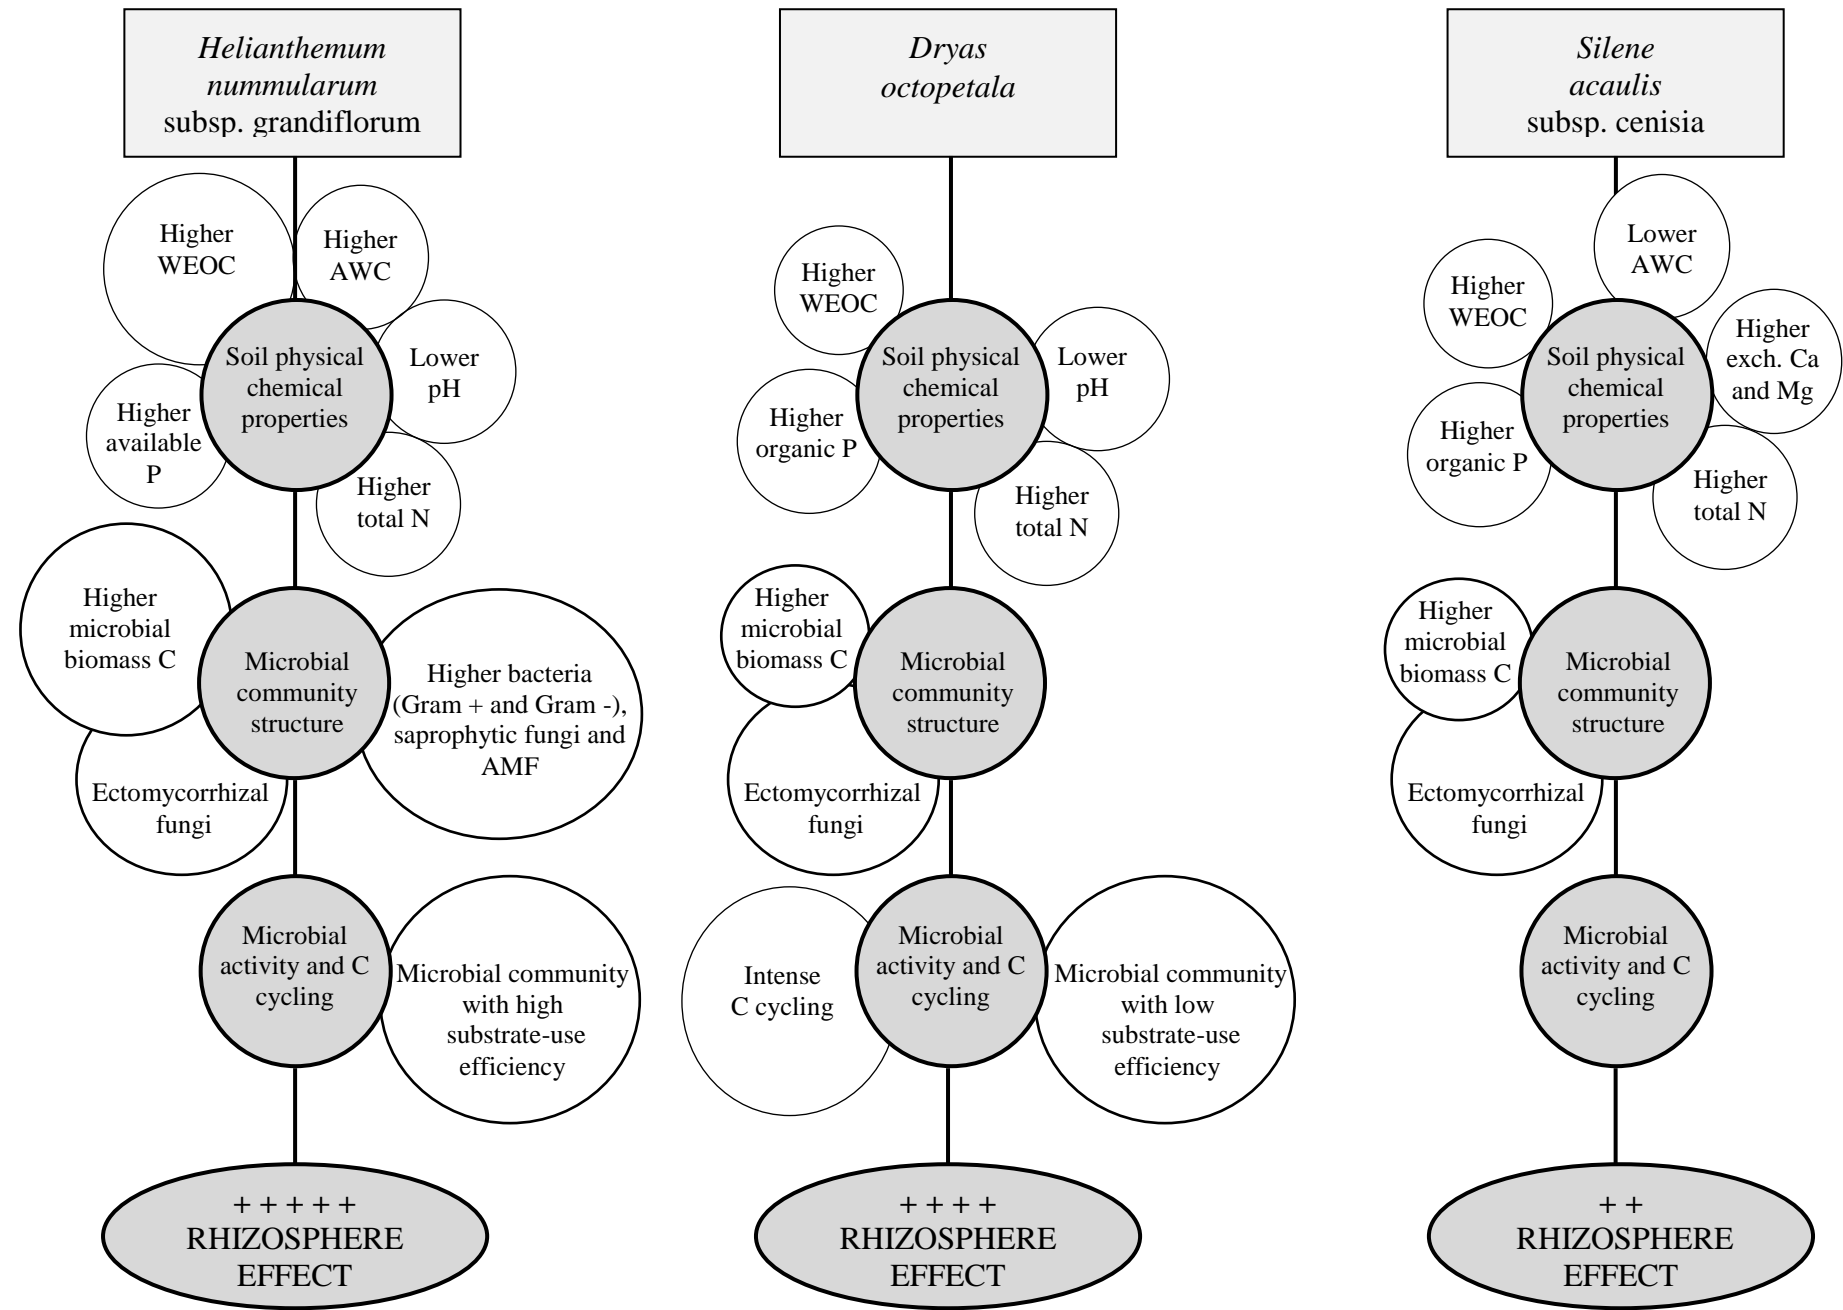 Helianthemum
nummularum
subsp. grandiflorum
Higher
WEOC
Higher
AWC
Soil physical
chemical
properties
Lower
pH
Higher
available
P
Higher
total N
Higher
microbial
biomass C
Microbial
community
structure
Higher bacteria
(Gram + and Gram -),
saprophytic fungi and
AMF
Ectomycorrhizal
fungi
Microbial
activity and C
cycling
Microbial community
with high
substrate-use
efficiency
+ + + + +
RHIZOSPHERE
EFFECT
Dryas
octopetala
Higher
WEOC
Soil physical
chemical
properties
Lower
pH
Higher
organic P
Higher
total N
Higher
microbial
biomass C
Microbial
community
structure
Ectomycorrhizal
fungi
Intense
C cycling
Microbial
activity and C
cycling
Microbial community
with low
substrate-use
efficiency
+ + + +
RHIZOSPHERE
EFFECT
Silene
acaulis
subsp. cenisia
Lower
AWC
Higher
WEOC
Soil physical
chemical
properties
Higher
exch. Ca
and Mg
Higher
organic P
Higher
total N
Higher
microbial
biomass C
Microbial
community
structure
Ectomycorrhizal
fungi
Microbial
activity and C
cycling
+ +
RHIZOSPHERE
EFFECT